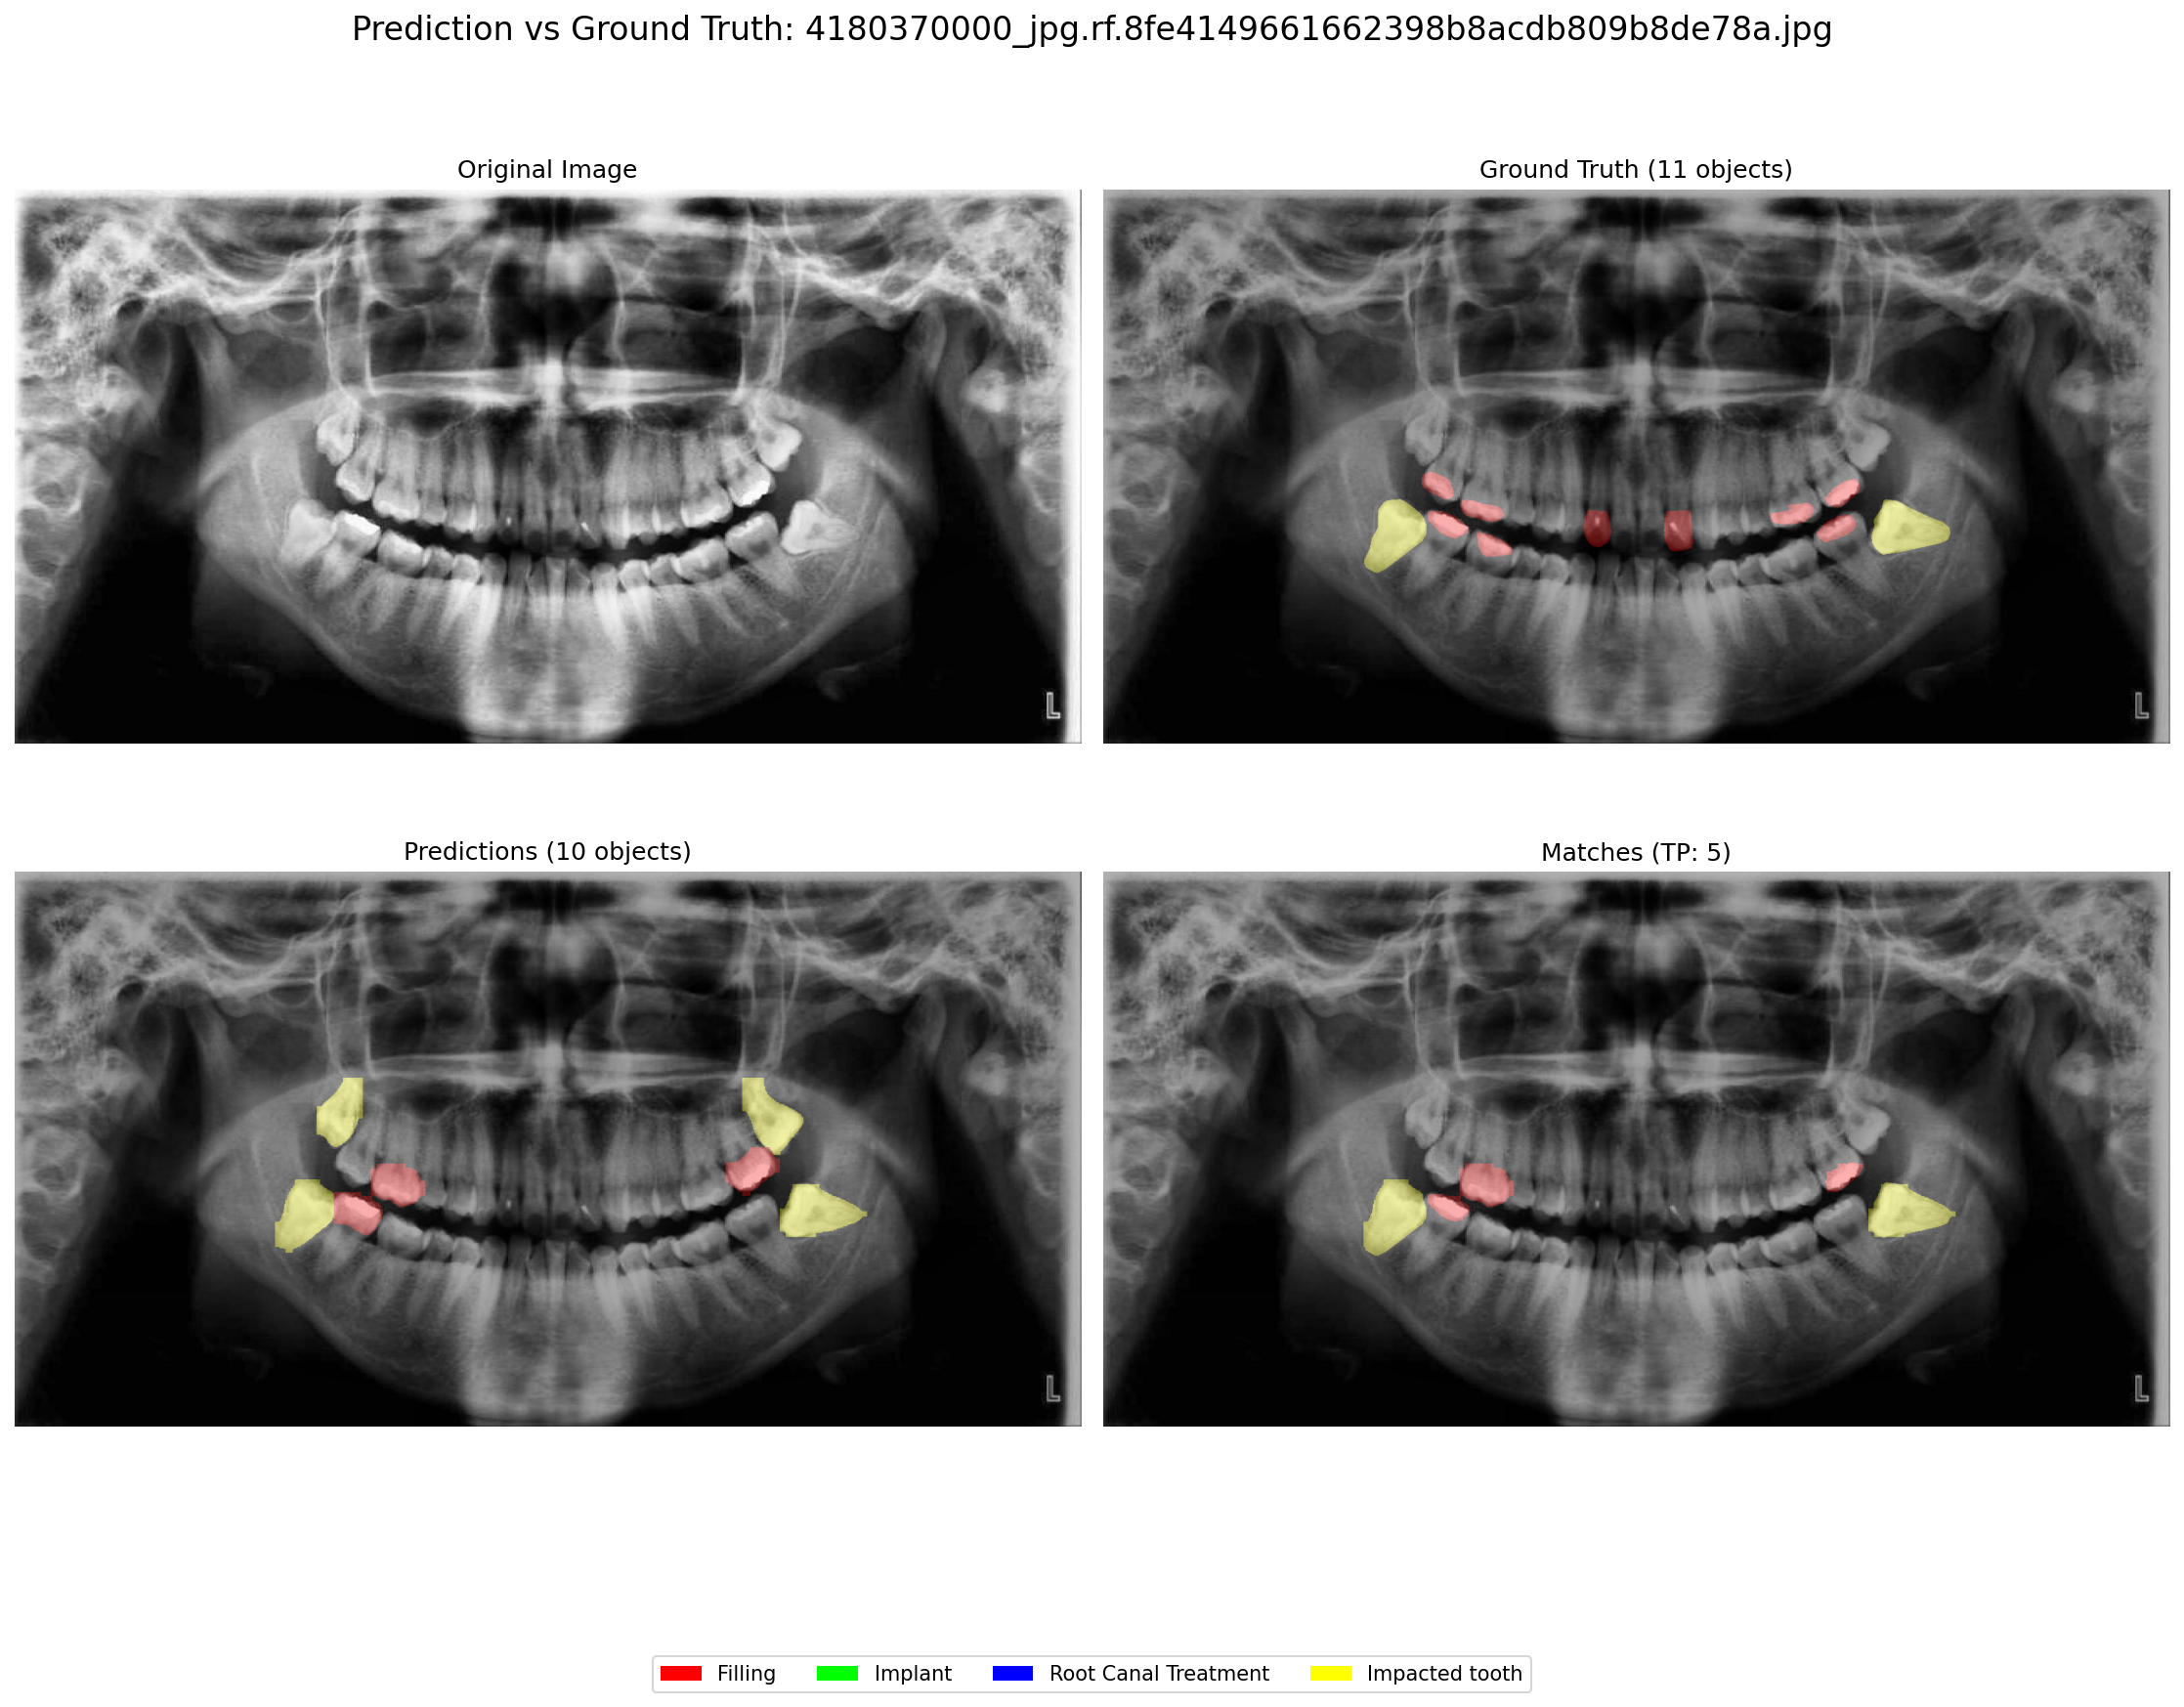 Prediction vs Ground Truth: 4180370000_jpg.rf.8fe4149661662398b8acdb809b8de78a.jpg
Original Image
Ground Truth (11 objects)
L
L
Predictions (10 objects)
Matches (TP: 5)
L
L
Filling
Implant
Root Canal Treatment
Impacted tooth